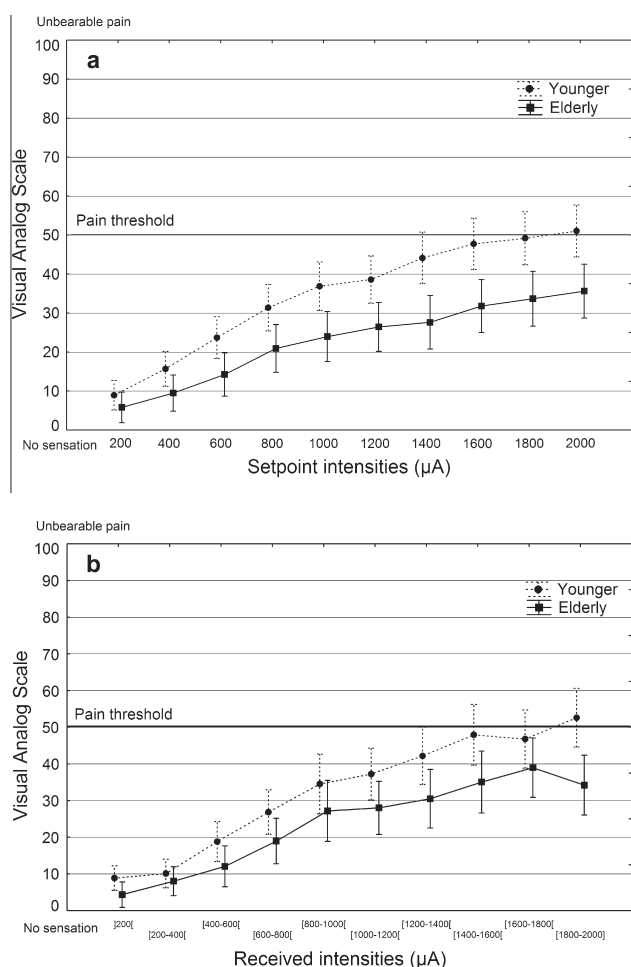 Unbearable pain
100
a
90
Younger
Elderly
80
70
60
Pain threshold
50
40
30
20
10
0
Visual Analog Scale
No sensation
200 400 600 800 1000 1200 1400 1600 1800 2000
Setpoint intensities (µA)
Unbearable pain
100
b
90
Younger
Elderly
80
70
60
Pain threshold
50
40
30
20
10
0
Visual Analog Scale
No sensation
]200[ [400-600[ [800-1000[ [1200-1400[ [1600-1800[
[200-400[ [600-800[ [1000-1200[ [1400-1600[ [1800-2000[
Received intensities (µA)